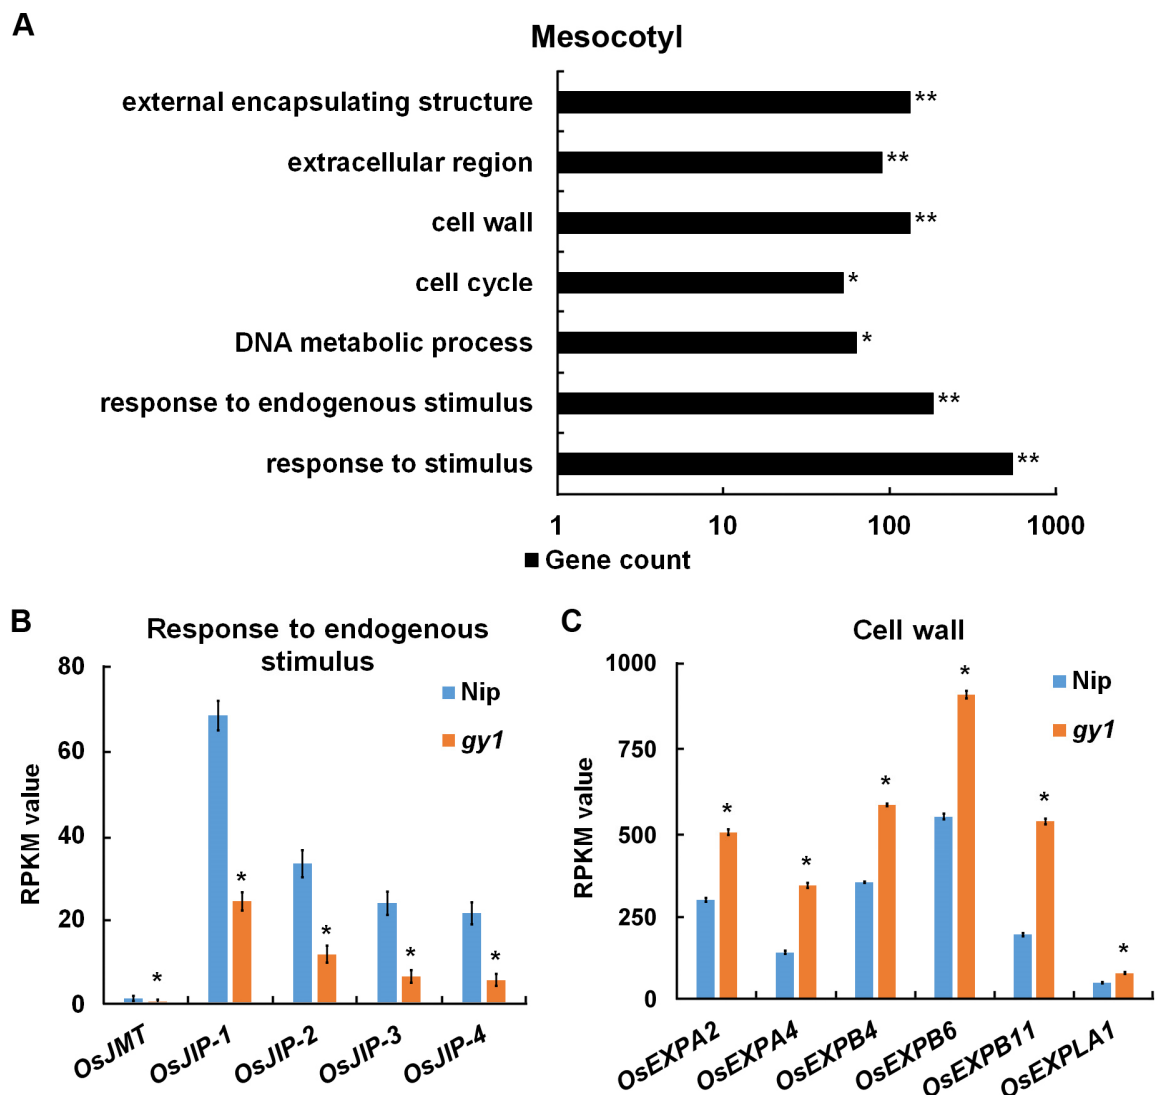 A
Mesocotyl
external encapsulating structure
**
extracellular region
**
cell wall
**
cell cycle
*
DNA metabolic process
*
response to endogenous stimulus
**
response to stimulus
**
1 10 100 1000
Gene count
B
Response to endogenous
stimulus
RPKM value
80
60
40
20
0
Nip
gy1
*
*
*
*
*
OsJMT
OsJIP-1
OsJIP-2
OsJIP-3
OsJIP-4
C
Cell wall
RPKM value
1000
750
500
250
0
Nip
gy1
*
*
*
*
*
*
OsEXPA2
OsEXPA4
OsEXPB4
OsEXPB6
OsEXPB11
OsEXPLA1